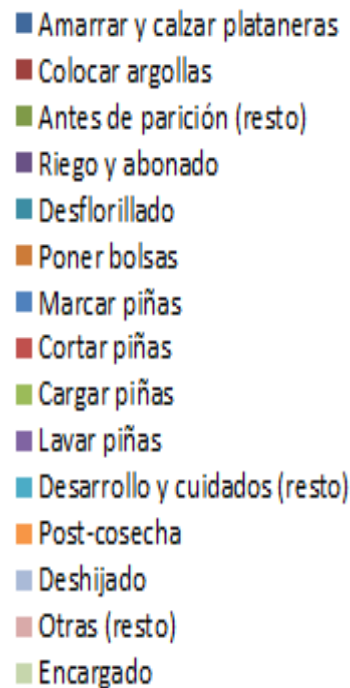 Amarrar y calzar plataneras
Colocar argollas
Antes de parición (resto)
Riego y abonado
Desflorillado
Poner bolsas
Marcar piñas
Cortar piñas
Cargar piñas
Lavar piñas
Desarrollo y cuidados (resto)
Post-cosecha
Deshijado
Otras (resto)
Encargado